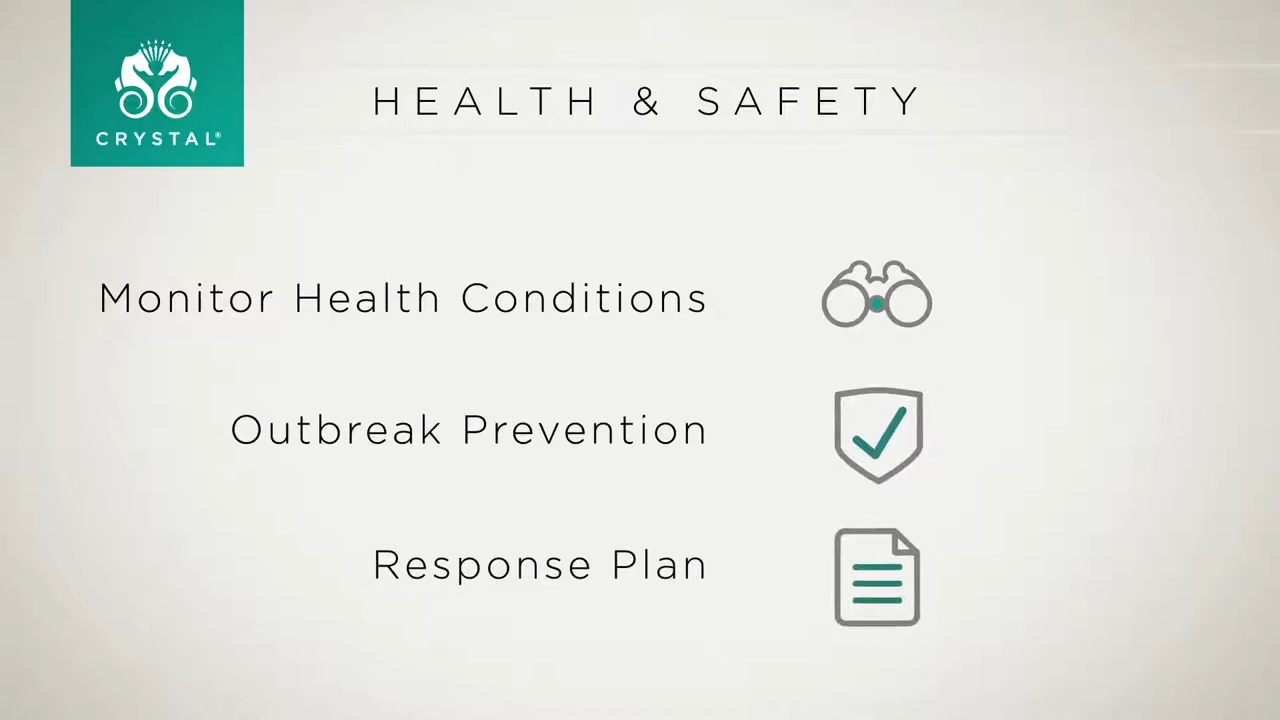 CRYSTAL®
HEALTH & SAFETY
Monitor Health Conditions
Outbreak Prevention
Response Plan